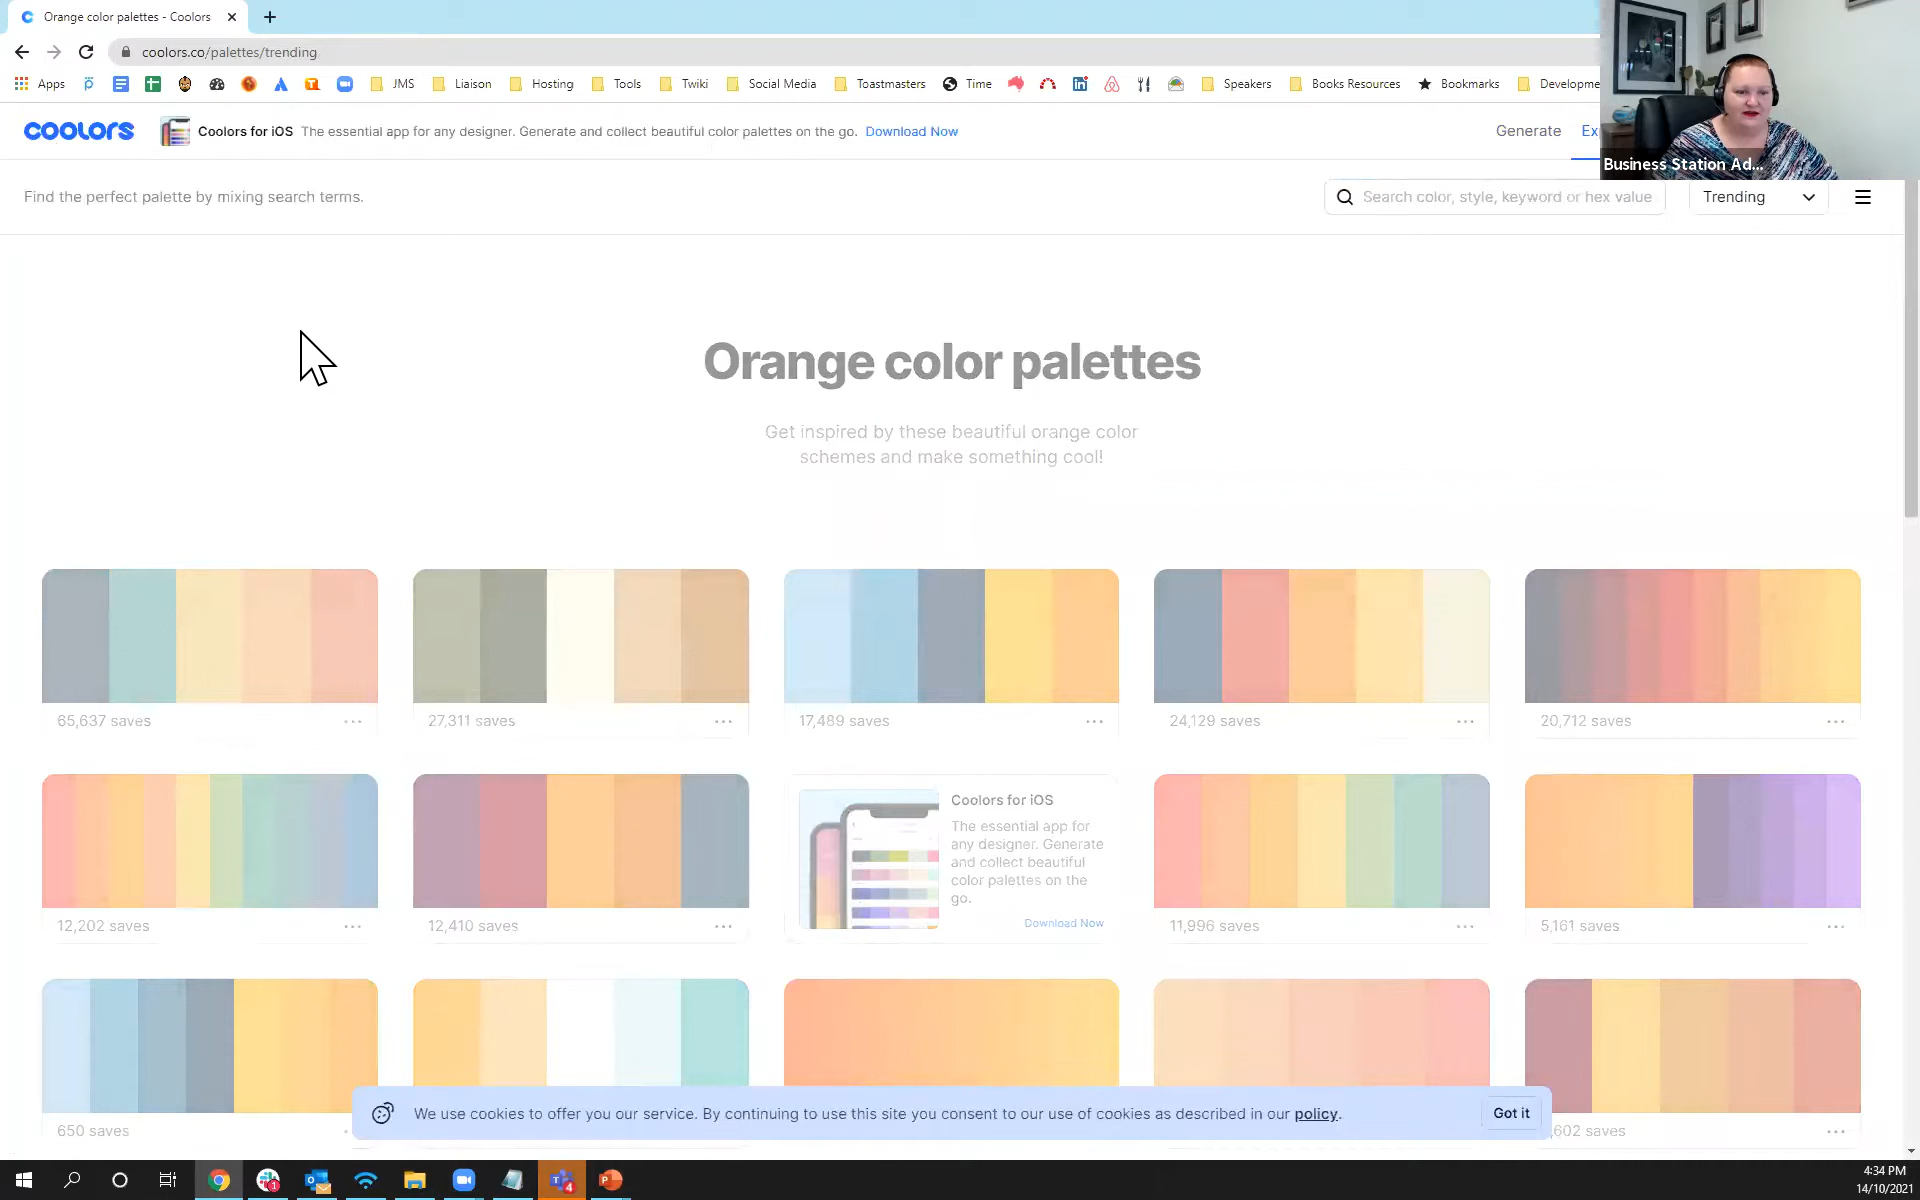 Orange color palettes - Coolors
coolors.co/palettes/trending
Apps JMS Liaison Hosting Tools Twiki Social Media Toastmasters Time Speakers Books Resources Bookmarks Developme
coolors Coolors for iOS The essential app for any designer. Generate and collect beautiful color palettes on the go. Download Now Generate Ex
Business Station Ad...
Find the perfect palette by mixing search terms. Search color, style, keyword or hex value Trending
Orange color palettes
Get inspired by these beautiful orange color
schemes and make something cool!
65,637 saves 27,311 saves 17,489 saves 24,129 saves 20,712 saves
Coolors for iOS
The essential app for
any designer. Generate
and collect beautiful
color palettes on the
go.
Download Now
12,202 saves 12,410 saves 11,996 saves 5,161 saves
We use cookies to offer you our service. By continuing to use this site you consent to our use of cookies as described in our policy. Got it
650 saves ,602 saves
4:34 PM
14/10/2021